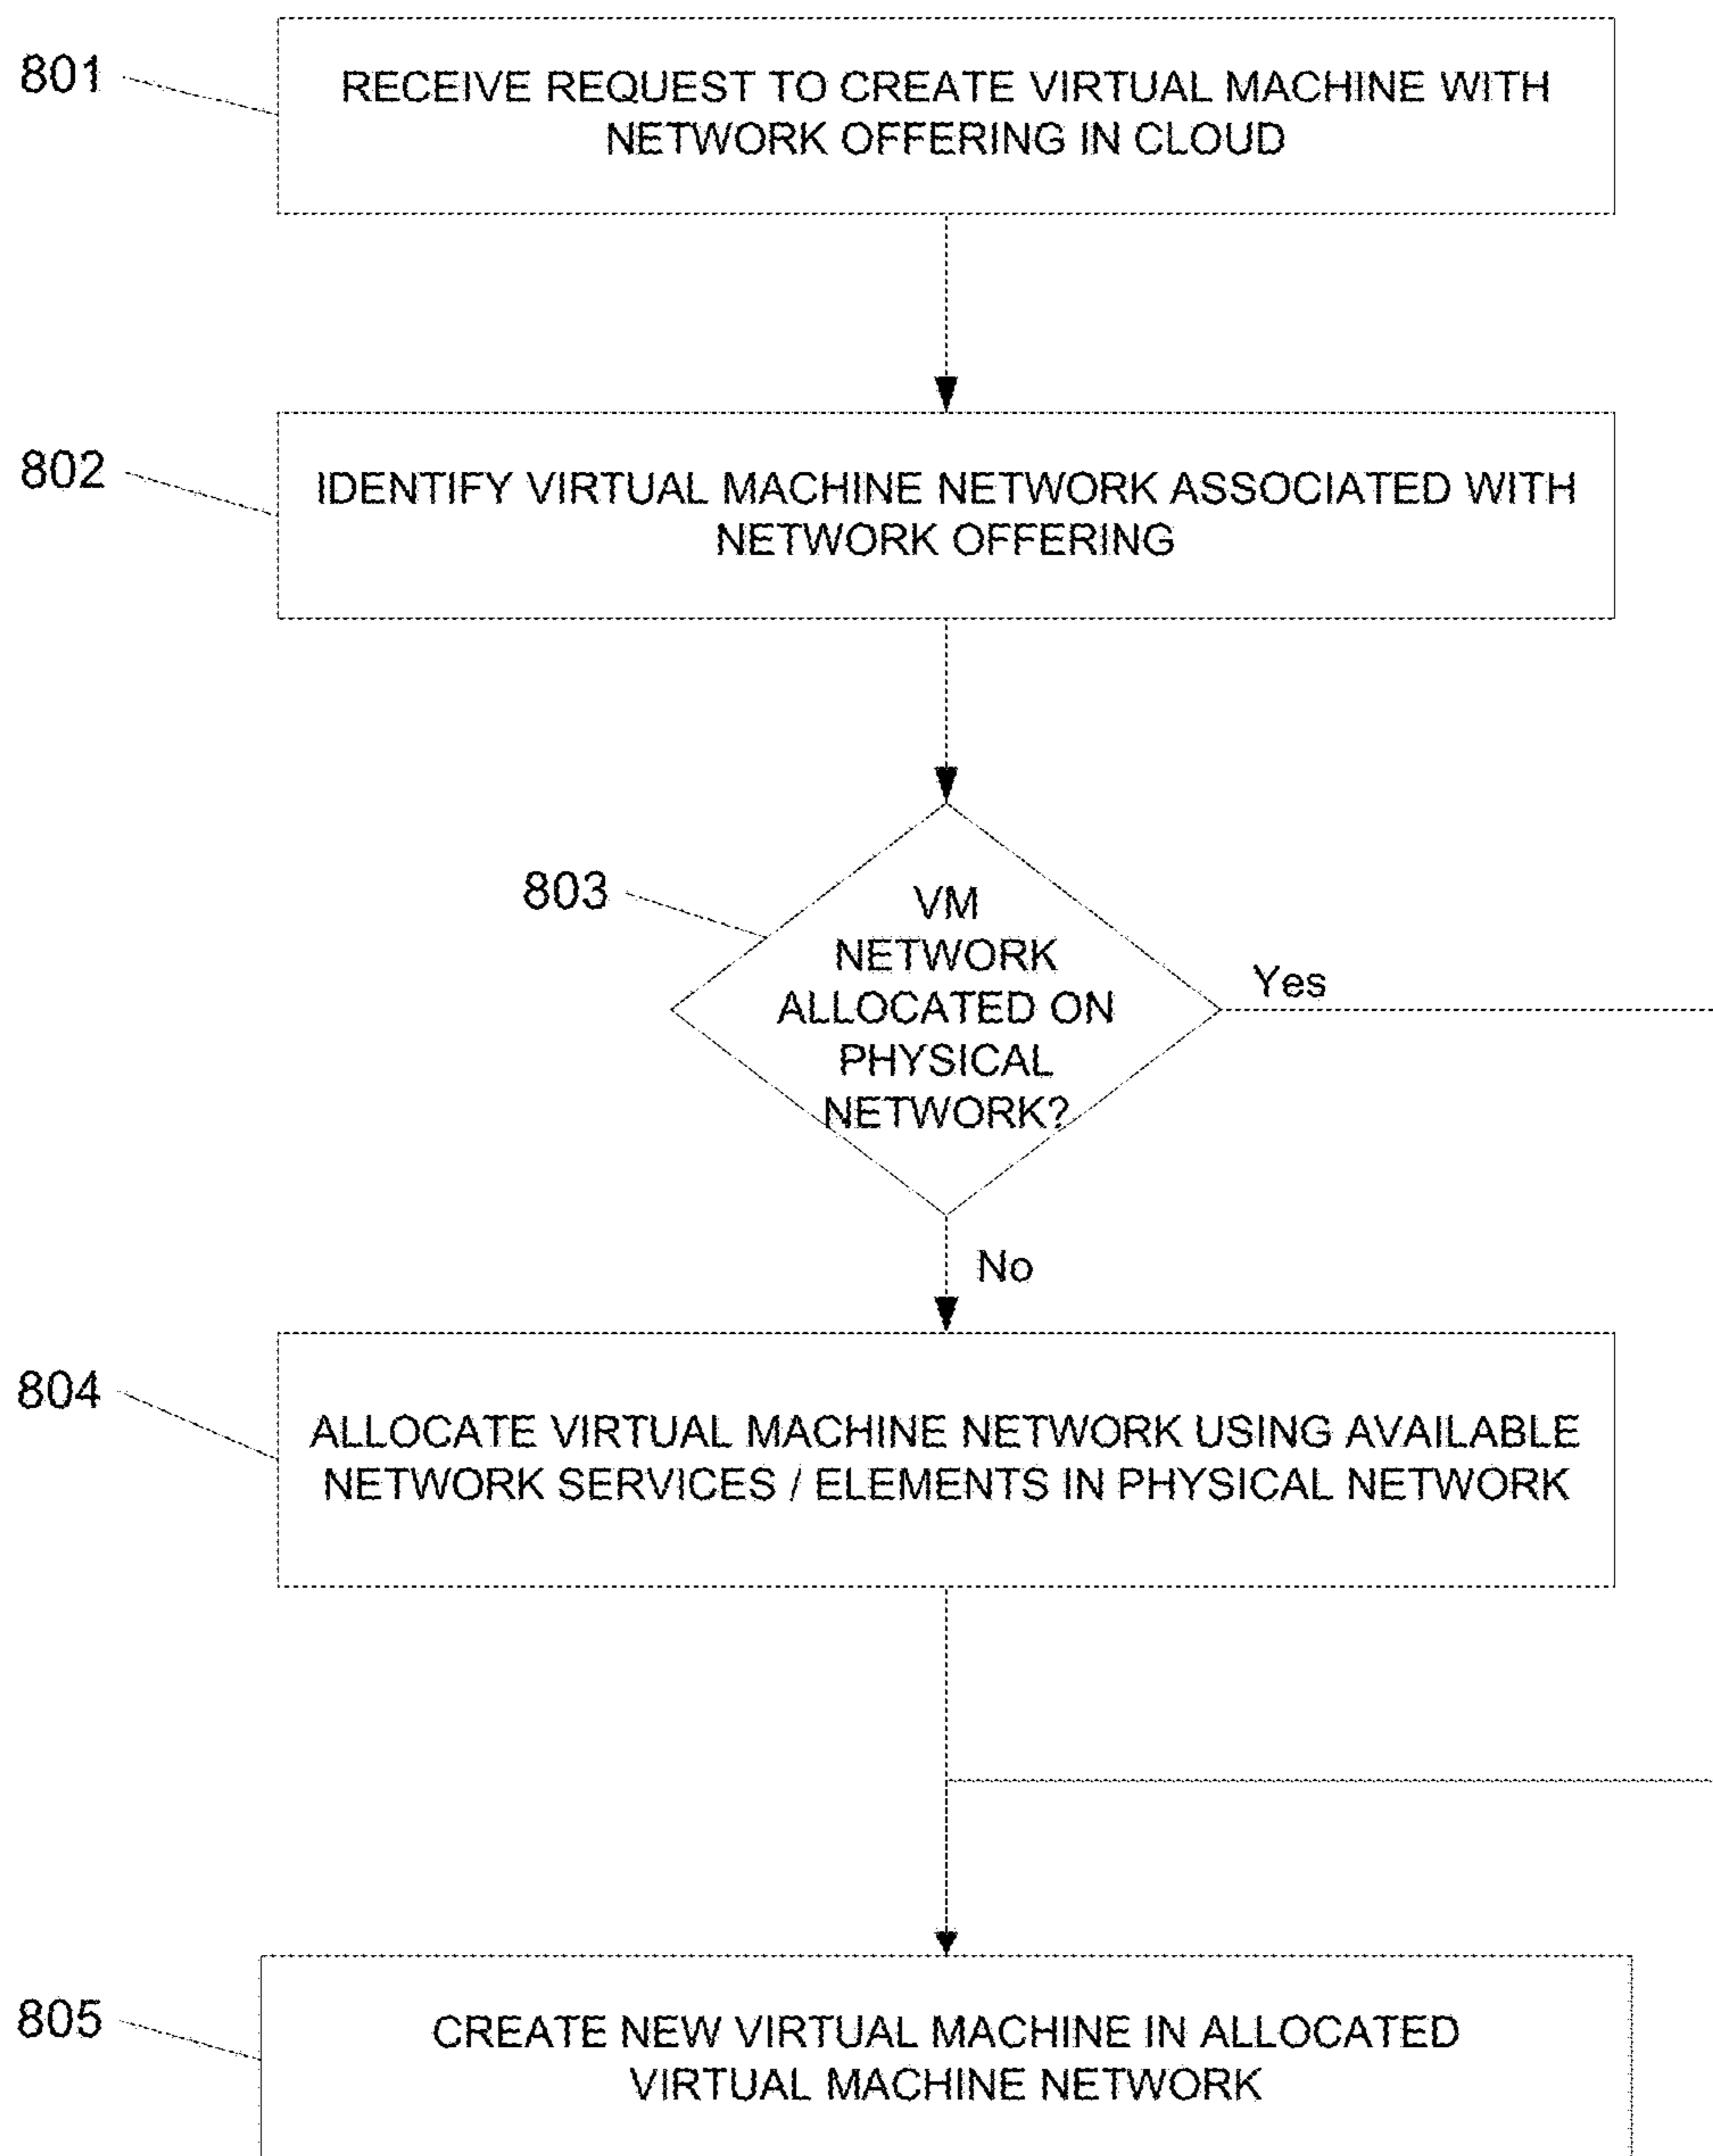 801
RECEIVE REQUEST TO CREATE VIRTUAL MACHINE WITH
NETWORK OFFERING IN CLOUD
802
IDENTIFY VIRTUAL MACHINE NETWORK ASSOCIATED WITH
NETWORK OFFERING
803
VM
NETWORK
ALLOCATED ON
PHYSICAL
NETWORK?
Yes
No
804
ALLOCATE VIRTUAL MACHINE NETWORK USING AVAILABLE
NETWORK SERVICES / ELEMENTS IN PHYSICAL NETWORK
805
CREATE NEW VIRTUAL MACHINE IN ALLOCATED
VIRTUAL MACHINE NETWORK